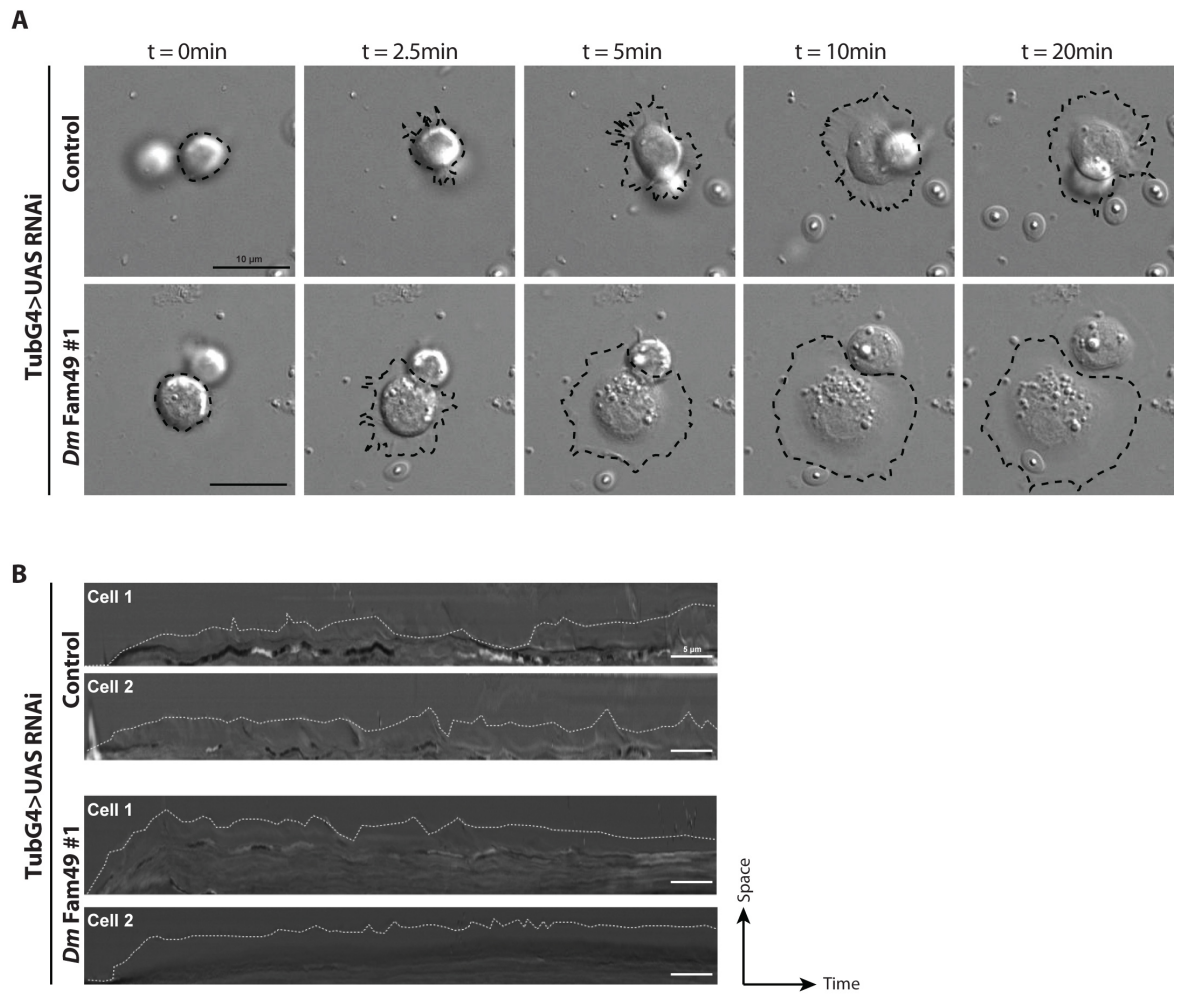 A
t = 0min
t = 2.5min
t = 5min
t = 10min
t = 20min
TubG4>UAS RNAi
Control
10 µm
Dm Fam49 #1
B
TubG4>UAS RNAi
Control
Cell 1
5 µm
Cell 2
Dm Fam49 #1
Cell 1
Cell 2
Space
Time